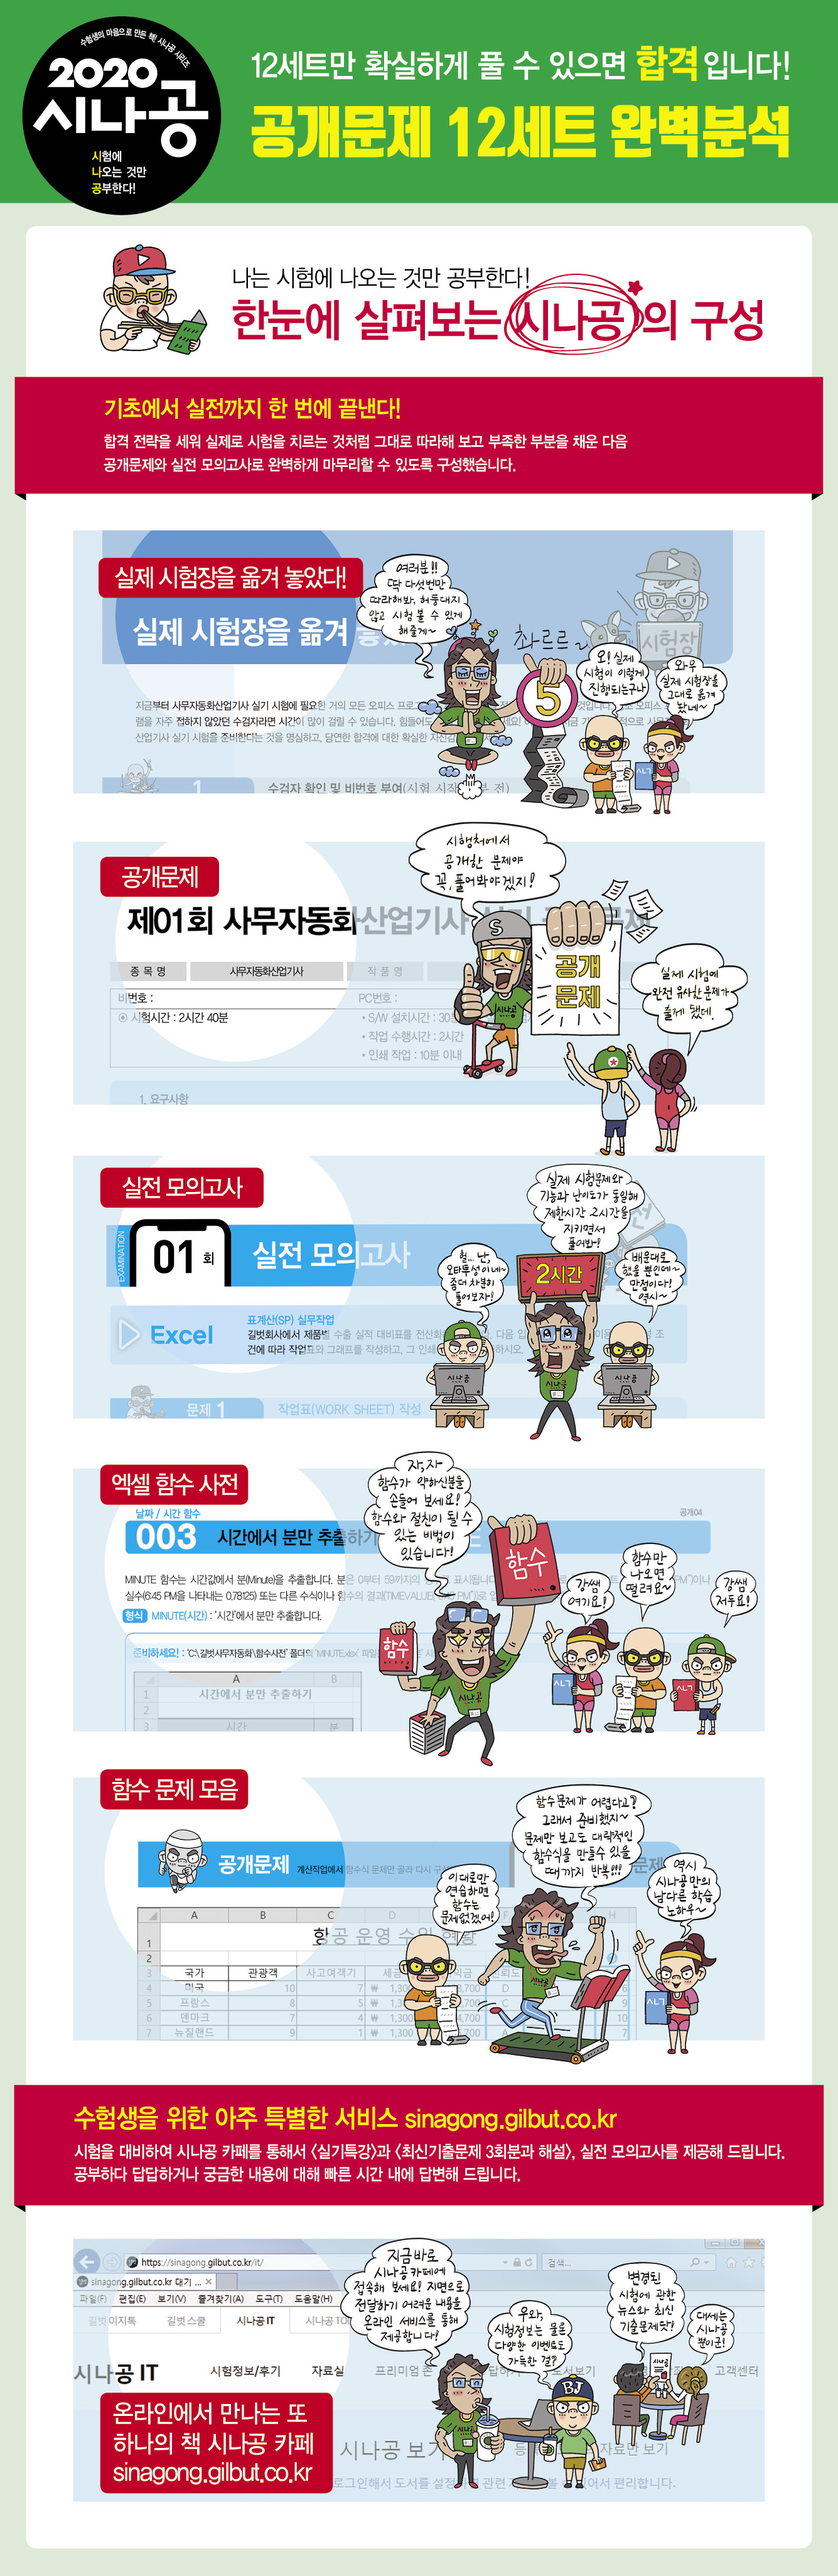 수험생의 마음으로 만든 책! 시나공 시리즈
2020
시나공
시험에
나오는 것만
공부한다!
12세트만 확실하게 풀 수 있으면 합격입니다!
공개문제 12세트 완벽분석
나는 시험에 나오는 것만 공부한다!
한눈에 살펴보는 시나공의 구성
기초에서 실전까지 한 번에 끝낸다!
합격 전략을 세워 실제로 시험을 치르는 것처럼 그대로 따라해 보고 부족한 부분을 채운 다음
공개문제와 실전 모의고사로 완벽하게 마무리할 수 있도록 구성했습니다.
실제 시험장을 옮겨 놓았다!
실제 시험장을 옮겨
여러분!!
딱 다섯번만
따라해봐, 허둥대지
않고 시험 볼 수 있게
해줄게~
화르르~
5
시험장
오! 실제
시험이 이렇게
진행되는구나
와우
실제 시험장을
그대로 옮겨
놨네~
지금부터 사무자동화산업기사 실기 시험에 필요한 거의 모든 오피스 프로
램을 자주 접하지 않았던 수검자라면 시간이 많이 걸릴 수 있습니다. 힘들어도
산업기사 실기 시험을 준비한다는 것을 명심하고, 당연한 합격에 대한 확실한 자신감
1
수검자 확인 및 비번호 부여(시험 시작 전)
공개문제
시행처에서
공개한 문제야
꼭, 풀어봐야겠지!
제01회 사무자동화산업기사
S
시나공
공개
문제
종목명
사무자동화산업기사
작품명
비번호 :
PC번호 :
◉ 시험시간 : 2시간 40분
• S/W 설치시간 : 30분
• 작업 수행시간 : 2시간
• 인쇄 작업 : 10분 이내
1. 요구사항
실제 시험에
완전 유사한 문제가
출제 됐데.
실전 모의고사
실제 시험문제와
기능과 난이도가 동일해
제한시간 2시간을
지키면서
풀어봐!
EXAMINATION
01 회
실전 모의고사
헐.. 난,
오타투성이네~
좀더 차분히
풀어보자!
2시간
배운대로
했을 뿐인데~
만점이다!
역시~
Excel
표계산(SP) 실무작업
길벗회사에서 제품별 수출 실적 대비표를 전산화
건에 따라 작업표와 그래프를 작성하고, 그 인쇄
하시오.
시나공
시나공
시나공
문제 1
작업표(WORK SHEET) 작성
엑셀 함수 사전
자,자~
함수가 약하신분들
손들어 보세요!
함수와 절친이 될 수
있는 비법이
있습니다!
날짜 / 시간 함수
공개04
003
시간에서 분만 추출하기
함수
MINUTE 함수는 시간값에서 분(Minute)을 추출합니다. 분은 0부터 59까지의
실수(6:45 PM을 나타내는 0.78125) 또는 다른 수식이나 함수의 결과(TIMEVALUE(
형식 MINUTE(시간) : '시간'에서 분만 추출합니다.
강쌤
여기요!
함수만
나오면
떨려요~
강쌤
저두요!
함수
준비하세요! : 'C:\길벗사무자동화\함수사전' 폴더의 'MINUTE.xlsx'
A
B
1
시간에서 분만 추출하기
2
3
시간
분
시나공
함수 문제 모음
함수 문제가 어렵다고?
그래서 준비했지~
문제만 보고도 대략적인
함수식을 만들수 있을
때까지 반복!!!
공개문제
계산작업에서 함수식 문제만 골라 다시
문제
이대로만
연습하면
함수는
문제없겠어!
역시
시나공만의
남다른 학습
노하우~
A B C D H
1
항공 운영 수익 현황
2
3 국가 관광객 사고여객기
4 미국 10 7 ₩ 1,30 D 6
5 프랑스 8 5 ₩ 1,3 C 9
6 덴마크 7 4 ₩ 1,300 10
7 뉴질랜드 9 1 ₩ 1,300 7
시나공
수험생을 위한 아주 특별한 서비스 sinagong.gilbut.co.kr
시험을 대비하여 시나공 카페를 통해서 〈실기특강〉과 〈최신기출문제 3회분과 해설〉, 실전 모의고사를 제공해 드립니다.
공부하다 답답하거나 궁금한 내용에 대해 빠른 시간 내에 답변해 드립니다.
https://sinagong.gilbut.co.kr/it/
검색...
sinagong.gilbut.co.kr 대기 ...
파일(F) 편집(E) 보기(V) 즐겨찾기(A) 도구(T) 도움말(H)
길벗 이지톡 길벗스쿨 시나공 IT
지금 바로
시나공 카페에
접속해 보세요! 지면으로
전달하기 어려운 내용을
온라인 서비스를 통해
제공합니다!
우와,
시험정보는 물론
다양한 이벤트도
가득한 걸?
변경된
시험에 관한
뉴스와 최신
기출문제닷!
대세는
시나공
뿐이군!
시나공 IT 시험정보/후기 자료실 프리미엄 존 고객센터
BJ
시나공
온라인에서 만나는 또
하나의 책 시나공 카페
sinagong.gilbut.co.kr
시나공 보기
자료만 보기
로그인해서 도서를 설정
관련
어서 편리합니다.